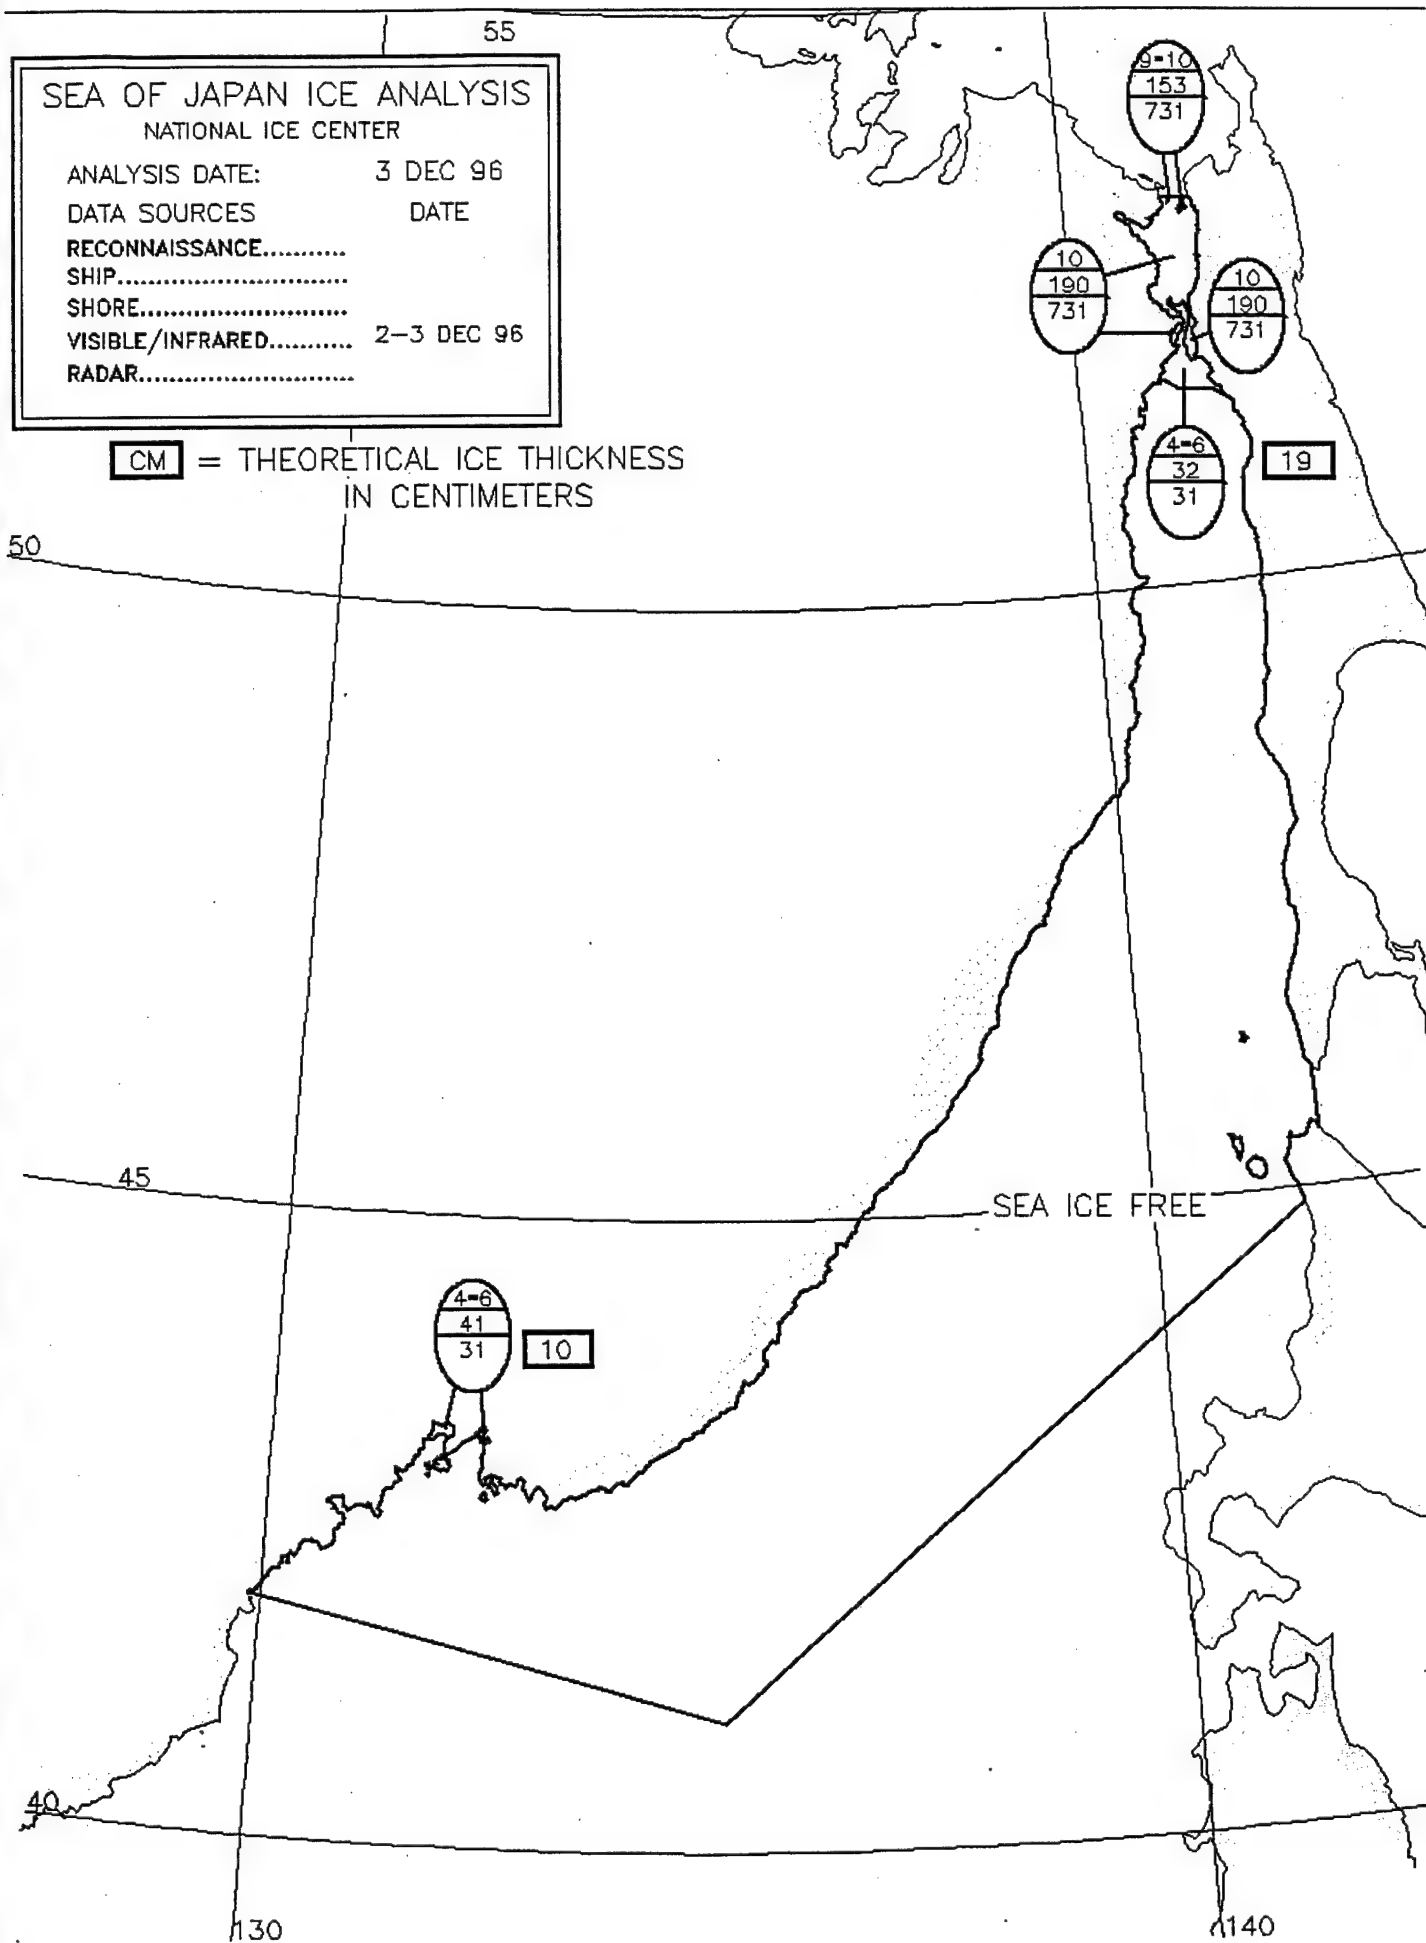 55
SEA OF JAPAN ICE ANALYSIS
NATIONAL ICE CENTER
ANALYSIS DATE: 3 DEC 96
DATA SOURCES DATE
RECONNAISSANCE...........
SHIP..............................
SHORE...........................
VISIBLE/INFRARED........... 2-3 DEC 96
RADAR............................
CM = THEORETICAL ICE THICKNESS
IN CENTIMETERS
9-10
153
731
10
190
731
10
190
731
4-6
32
31
19
50
45
SEA ICE FREE
4-6
41
31
10
40
130
140